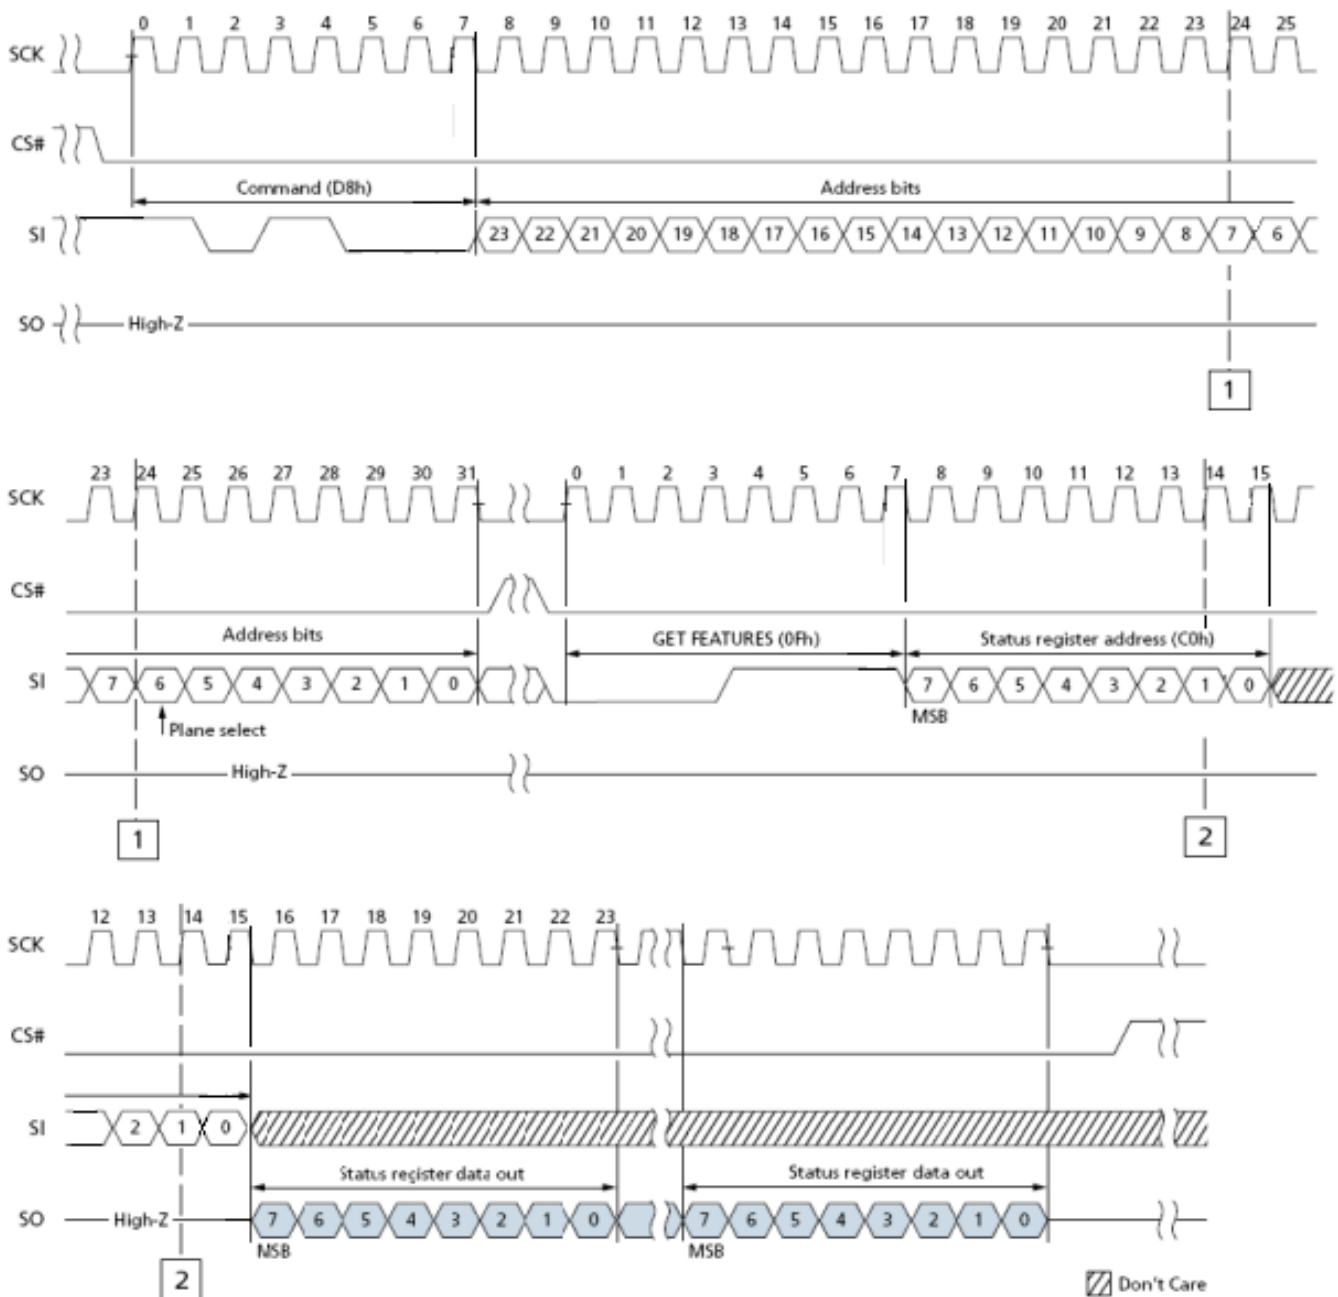 0 1 2 3 4 5 6 7 8 9 10 11 12 13 14 15 16 17 18 19 20 21 22 23 24 25
SCK
CS#
Command (D8h) Address bits
SI 23 22 21 20 19 18 17 16 15 14 13 12 11 10 9 8 7 6
SO High-Z
1
23 24 25 26 27 28 29 30 31 0 1 2 3 4 5 6 7 8 9 10 11 12 13 14 15
SCK
CS#
Address bits GET FEATURES (0Fh) Status register address (C0h)
SI 7 6 5 4 3 2 1 0 7 6 5 4 3 2 1 0
MSB
Plane select
SO High-Z
1 2
12 13 14 15 16 17 18 19 20 21 22 23
SCK
CS#
SI 2 1 0
Status register data out Status register data out
SO High-Z 7 6 5 4 3 2 1 0 7 6 5 4 3 2 1 0
MSB MSB
2
Don't Care